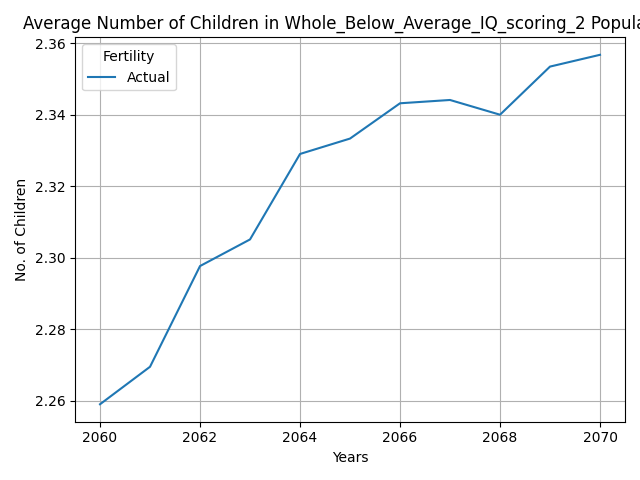 Average Number of Children in Whole_Below_Average_IQ_scoring_2 Popula
Fertility
Actual
2.36
2.34
2.32
2.30
2.28
2.26
No. of Children
2060 2062 2064 2066 2068 2070
Years